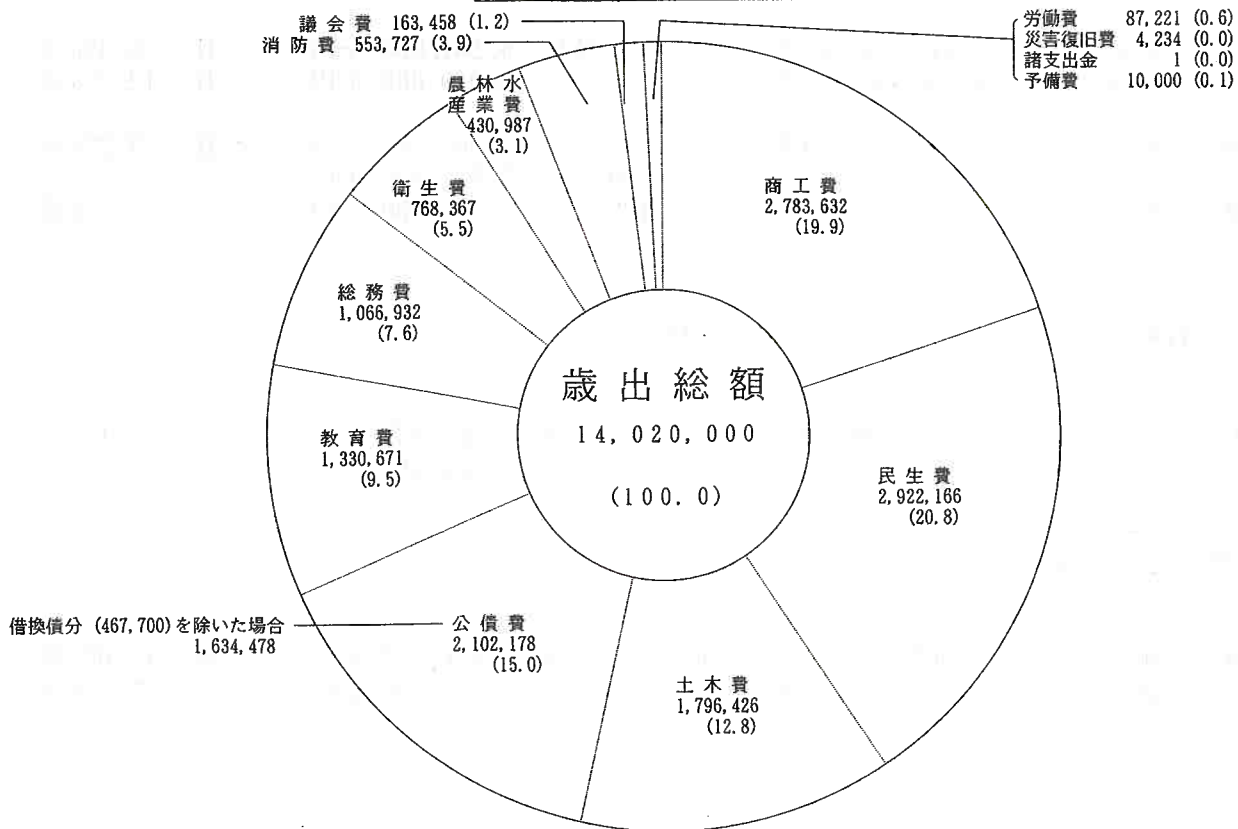 議会費 163,458 (1.2)
消防費 553,727 (3.9)
労働費 87,221 (0.6)
災害復旧費 4,234 (0.0)
諸支出金 1 (0.0)
予備費 10,000 (0.1)
農林水
産業費
430,987
(3.1)
衛生費
768,367
(5.5)
総務費
1,066,932
(7.6)
教育費
1,330,671
(9.5)
商工費
2,783,632
(19.9)
歳出総額
14,020,000
(100.0)
民生費
2,922,166
(20.8)
借換債分 (467,700)を除いた場合
1,634,478
公債費
2,102,178
(15.0)
土木費
1,796,426
(12.8)